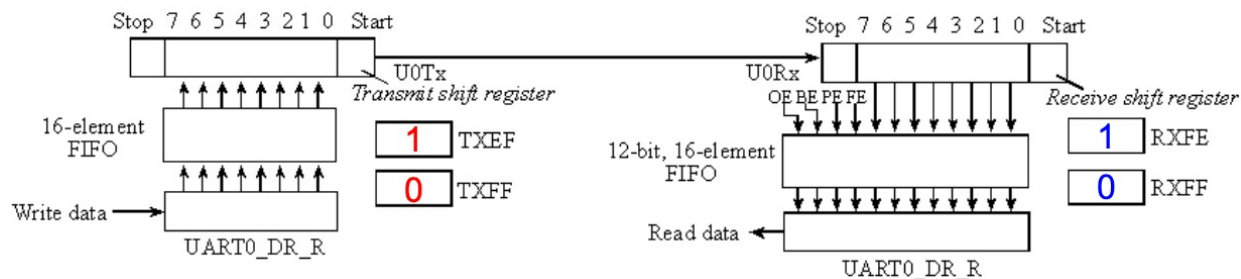 Stop 7 6 5 4 3 2 1 0 Start
U0Tx
Transmit shift register
16-element
FIFO
1 TXEF
0 TXFF
Write data
UART0_DR_R
Stop 7 6 5 4 3 2 1 0 Start
U0Rx
OE BE PE FE
Receive shift register
12-bit, 16-element
FIFO
1 RXFE
0 RXFF
Read data
UART0_DR_R